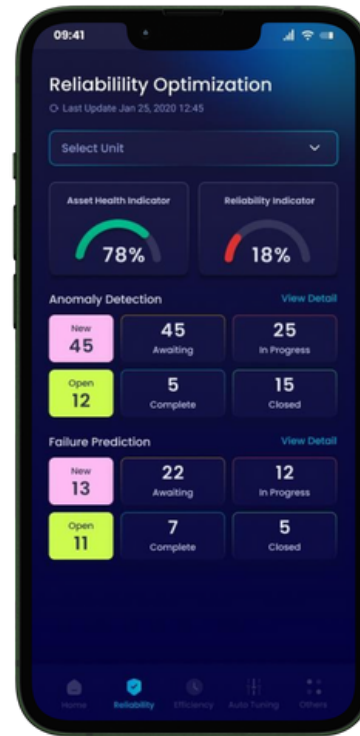 09:41
Reliabilility Optimization
Last Update Jan 25, 2020 12:45
Select Unit
Asset Health Indicator
Reliability Indicator
78%
18%
Anomaly Detection
View Detail
New
45
45
Awaiting
25
In Progress
Open
12
5
Complete
15
Closed
Failure Prediction
View Detail
New
13
22
Awaiting
12
In Progress
Open
11
7
Complete
5
Closed
Home
Reliability
Efficiency
Auto Tuning
Others